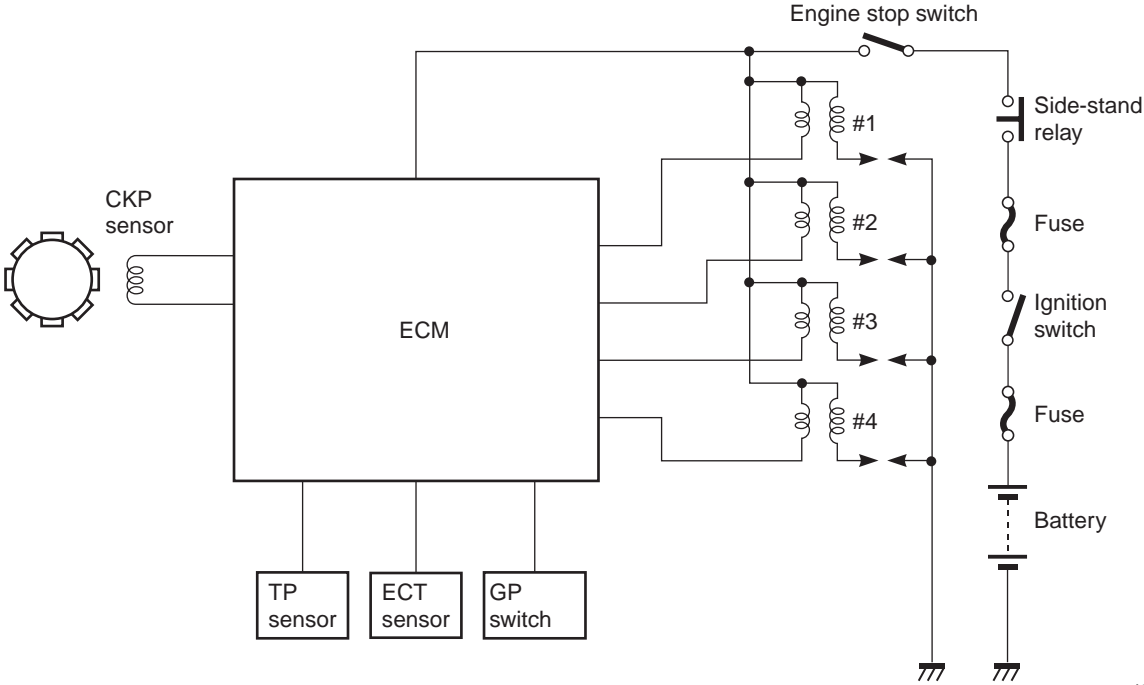 Engine stop switch
Side-stand
relay
#1
CKP
sensor
#2
Fuse
Ignition
switch
#3
ECM
#4
Fuse
Battery
TP
sensor
ECT
sensor
GP
switch